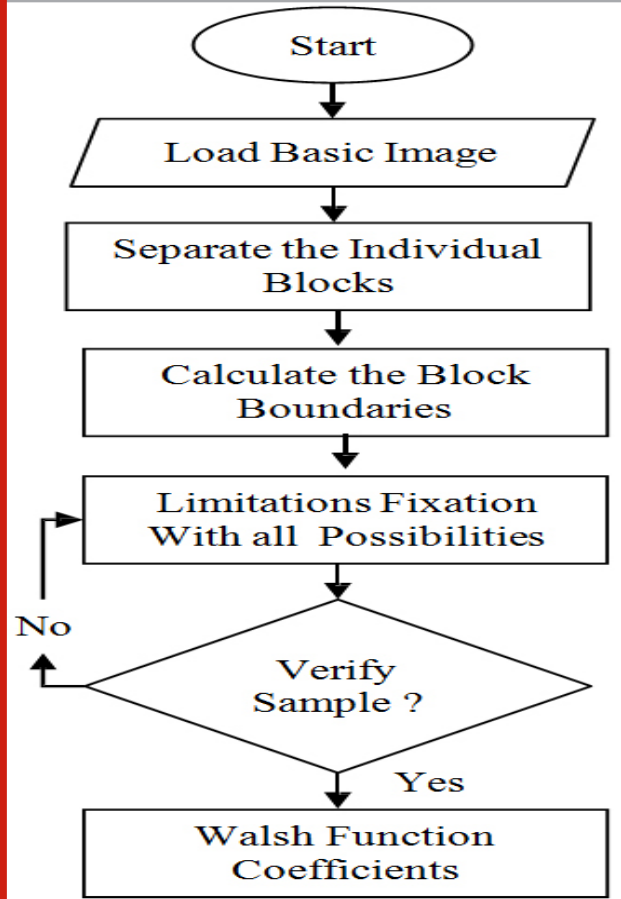 Start
Load Basic Image
Separate the Individual
Blocks
Calculate the Block
Boundaries
Limitations Fixation
With all Possibilities
No
Verify
Sample ?
Yes
Walsh Function
Coefficients